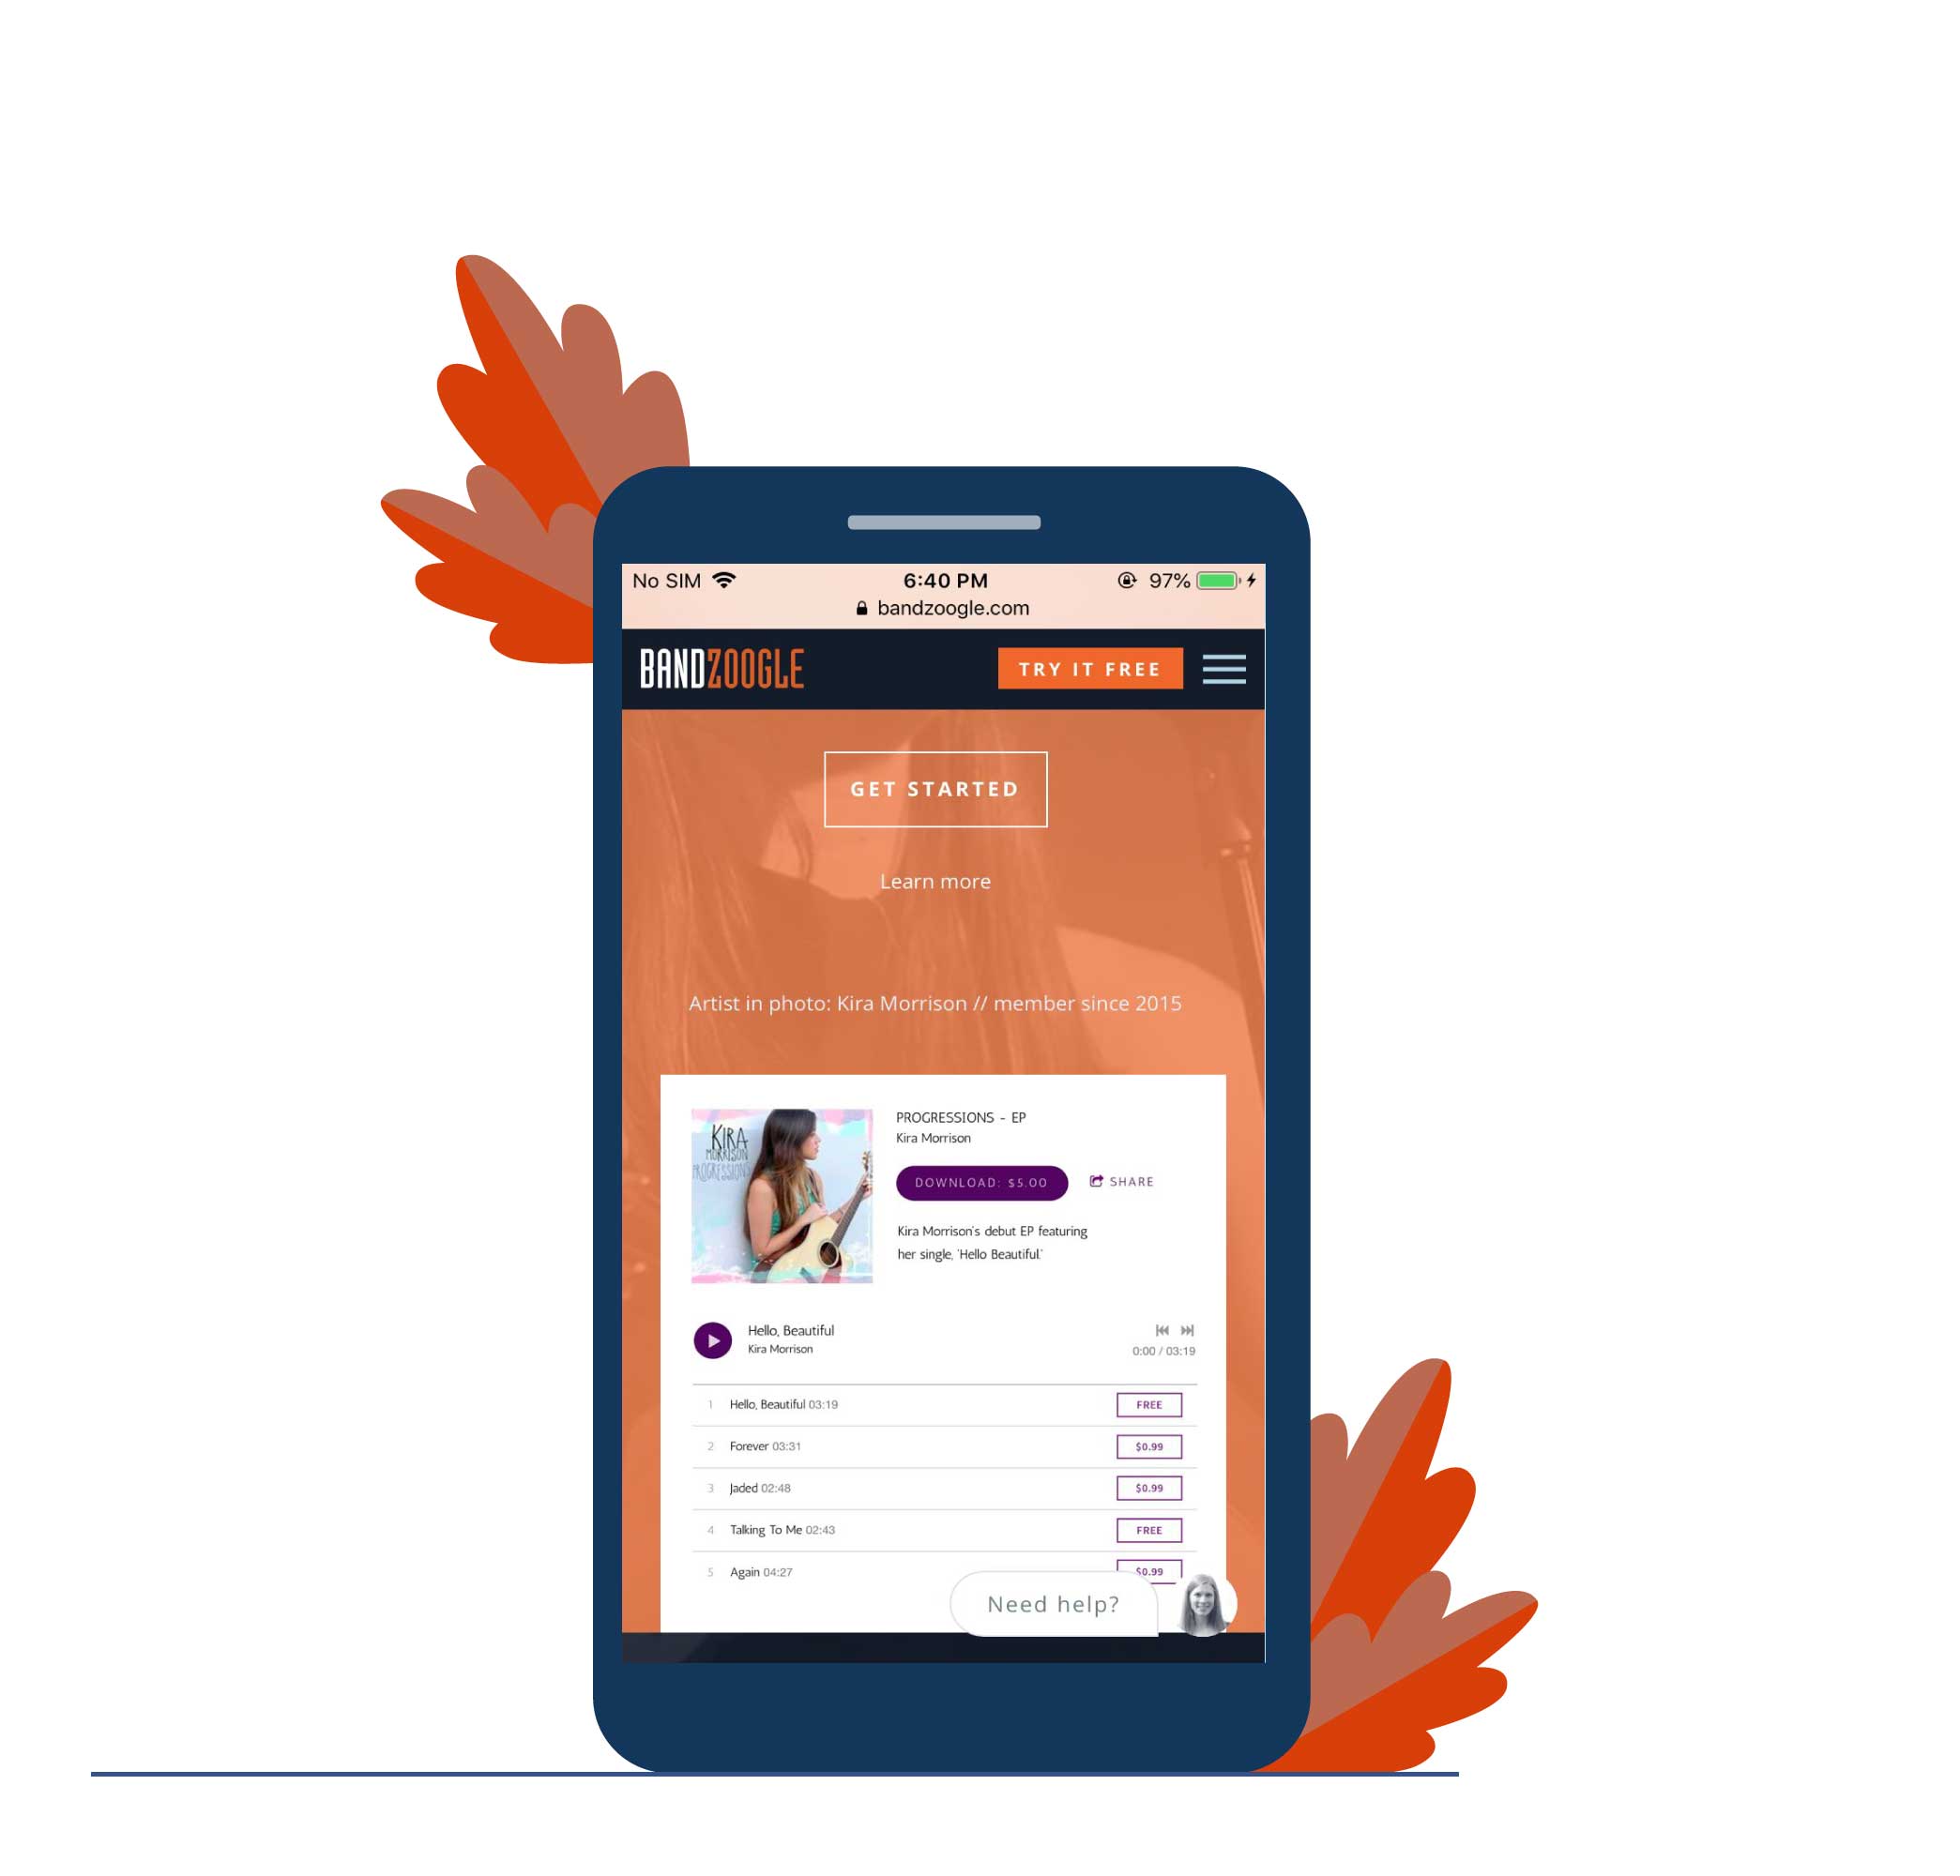 No SIM 6:40 PM 97%
bandzoogle.com
BANDZOOGLE TRY IT FREE
GET STARTED
Learn more
Artist in photo: Kira Morrison // member since 2015
KIRA
MORRISON
PROGRESSIONS
PROGRESSIONS - EP
Kira Morrison
DOWNLOAD: $5.00 SHARE
Kira Morrison's debut EP featuring
her single, 'Hello Beautiful.'
Hello, Beautiful
Kira Morrison
0:00 / 03:19
1 Hello, Beautiful 03:19 FREE
2 Forever 03:31 $0.99
3 Jaded 02:48 $0.99
4 Talking To Me 02:43 FREE
5 Again 04:27 $0.99
Need help?